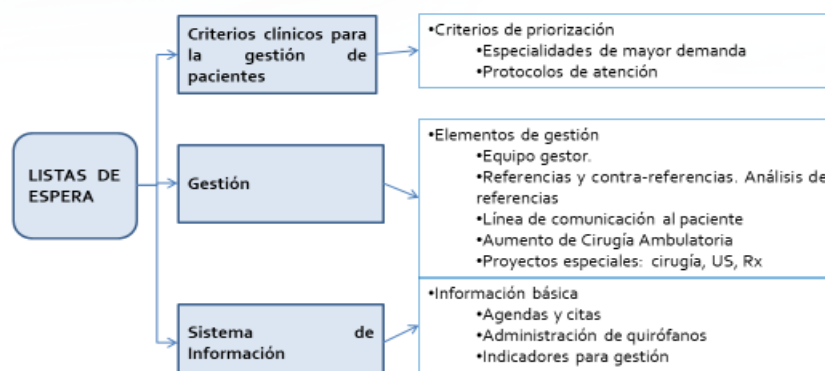 LISTAS DE
ESPERA
Criterios clínicos para
la gestión de
pacientes
•Criterios de priorización
•Especialidades de mayor demanda
•Protocolos de atención
Gestión
•Elementos de gestión
•Equipo gestor.
•Referencias y contra-referencias. Análisis de
referencias
•Línea de comunicación al paciente
•Aumento de Cirugía Ambulatoria
•Proyectos especiales: cirugía, US, Rx
Sistema de
Información
•Información básica
•Agendas y citas
•Administración de quirófanos
•Indicadores para gestión